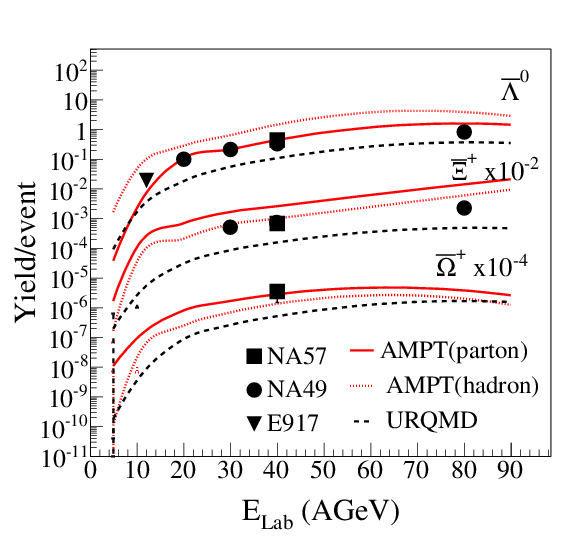 Yield/event
10²
10
1
10⁻¹
10⁻²
10⁻³
10⁻⁴
10⁻⁵
10⁻⁶
10⁻⁷
10⁻⁸
10⁻⁹
10⁻¹⁰
10⁻¹¹
Λ̅⁰
Ξ̅⁺ x10⁻²
Ω̅⁺ x10⁻⁴
NA57 AMPT(parton)
NA49 AMPT(hadron)
E917 URQMD
0 10 20 30 40 50 60 70 80 90
E_Lab (AGeV)